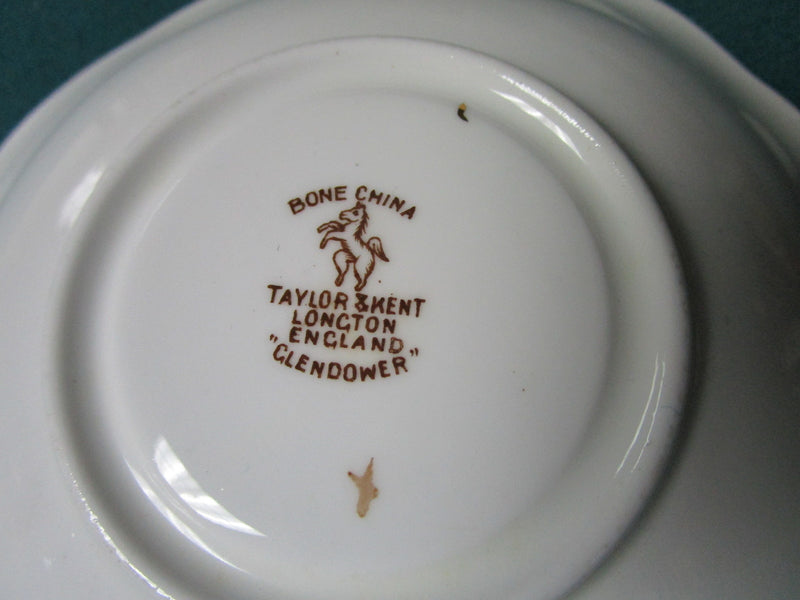 BONE CHINA
TAYLOR & KENT
LONGTON
ENGLAND
"GLENDOWER"